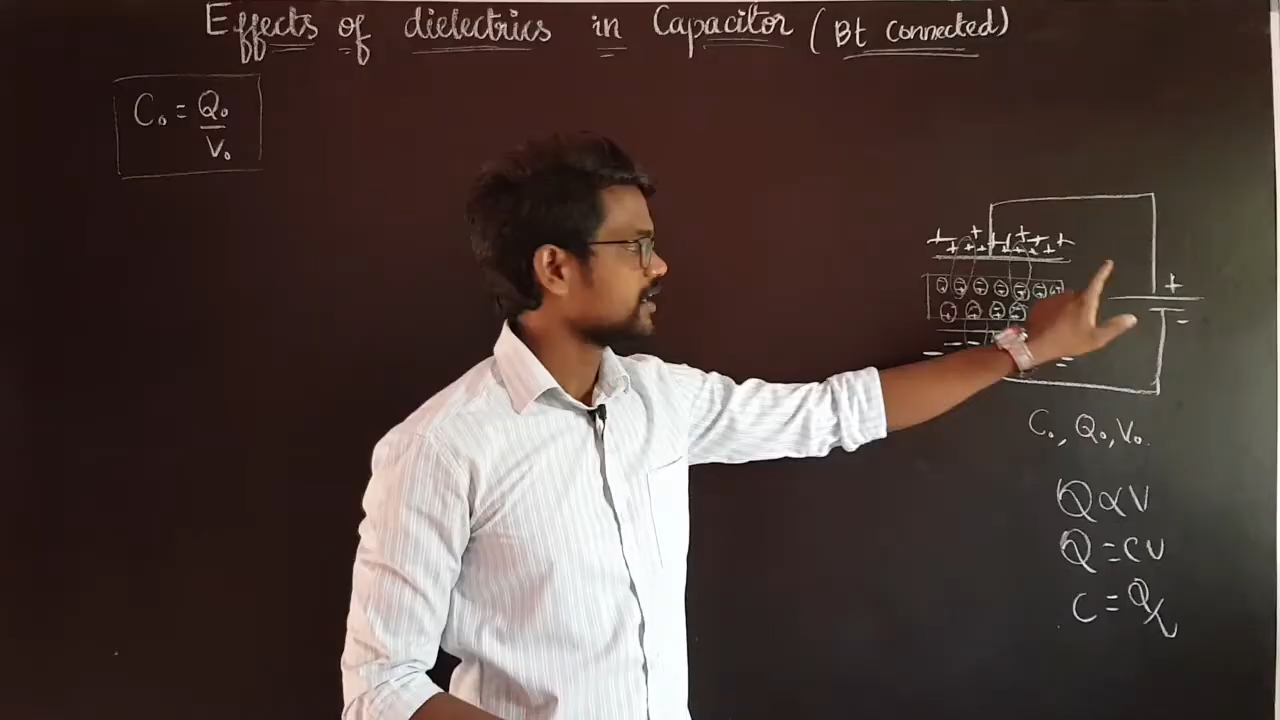 Effects of dielectrics in Capacitor (Bt Connected)
C₀ = Q₀
V₀
+ -
C₀, Q₀, V₀.
Q ∝ V
Q = CV
C = Q/